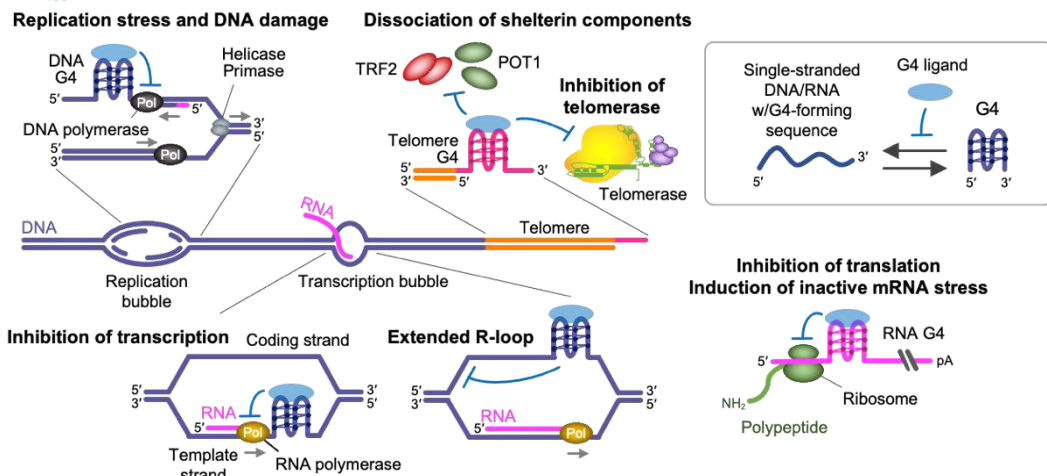 Replication stress and DNA damage
DNA
G4
Helicase
Primase
5′
Pol
5′
3′
5′
DNA polymerase
5′
3′
Pol
Dissociation of shelterin components
TRF2
POT1
Inhibition of
telomerase
Telomere
G4
5′
3′
3′
Telomerase
Single-stranded
DNA/RNA
w/G4-forming
sequence
G4 ligand
G4
5′
3′
5′ 3′
DNA
RNA
Telomere
Replication
bubble
Transcription bubble
Inhibition of transcription
Coding strand
5′
3′
3′
5′
RNA
5′
Pol
Template
strand
RNA polymerase
Extended R-loop
5′
3′
3′
5′
RNA
5′
Pol
Inhibition of translation
Induction of inactive mRNA stress
RNA G4
5′
pA
Ribosome
NH₂
Polypeptide